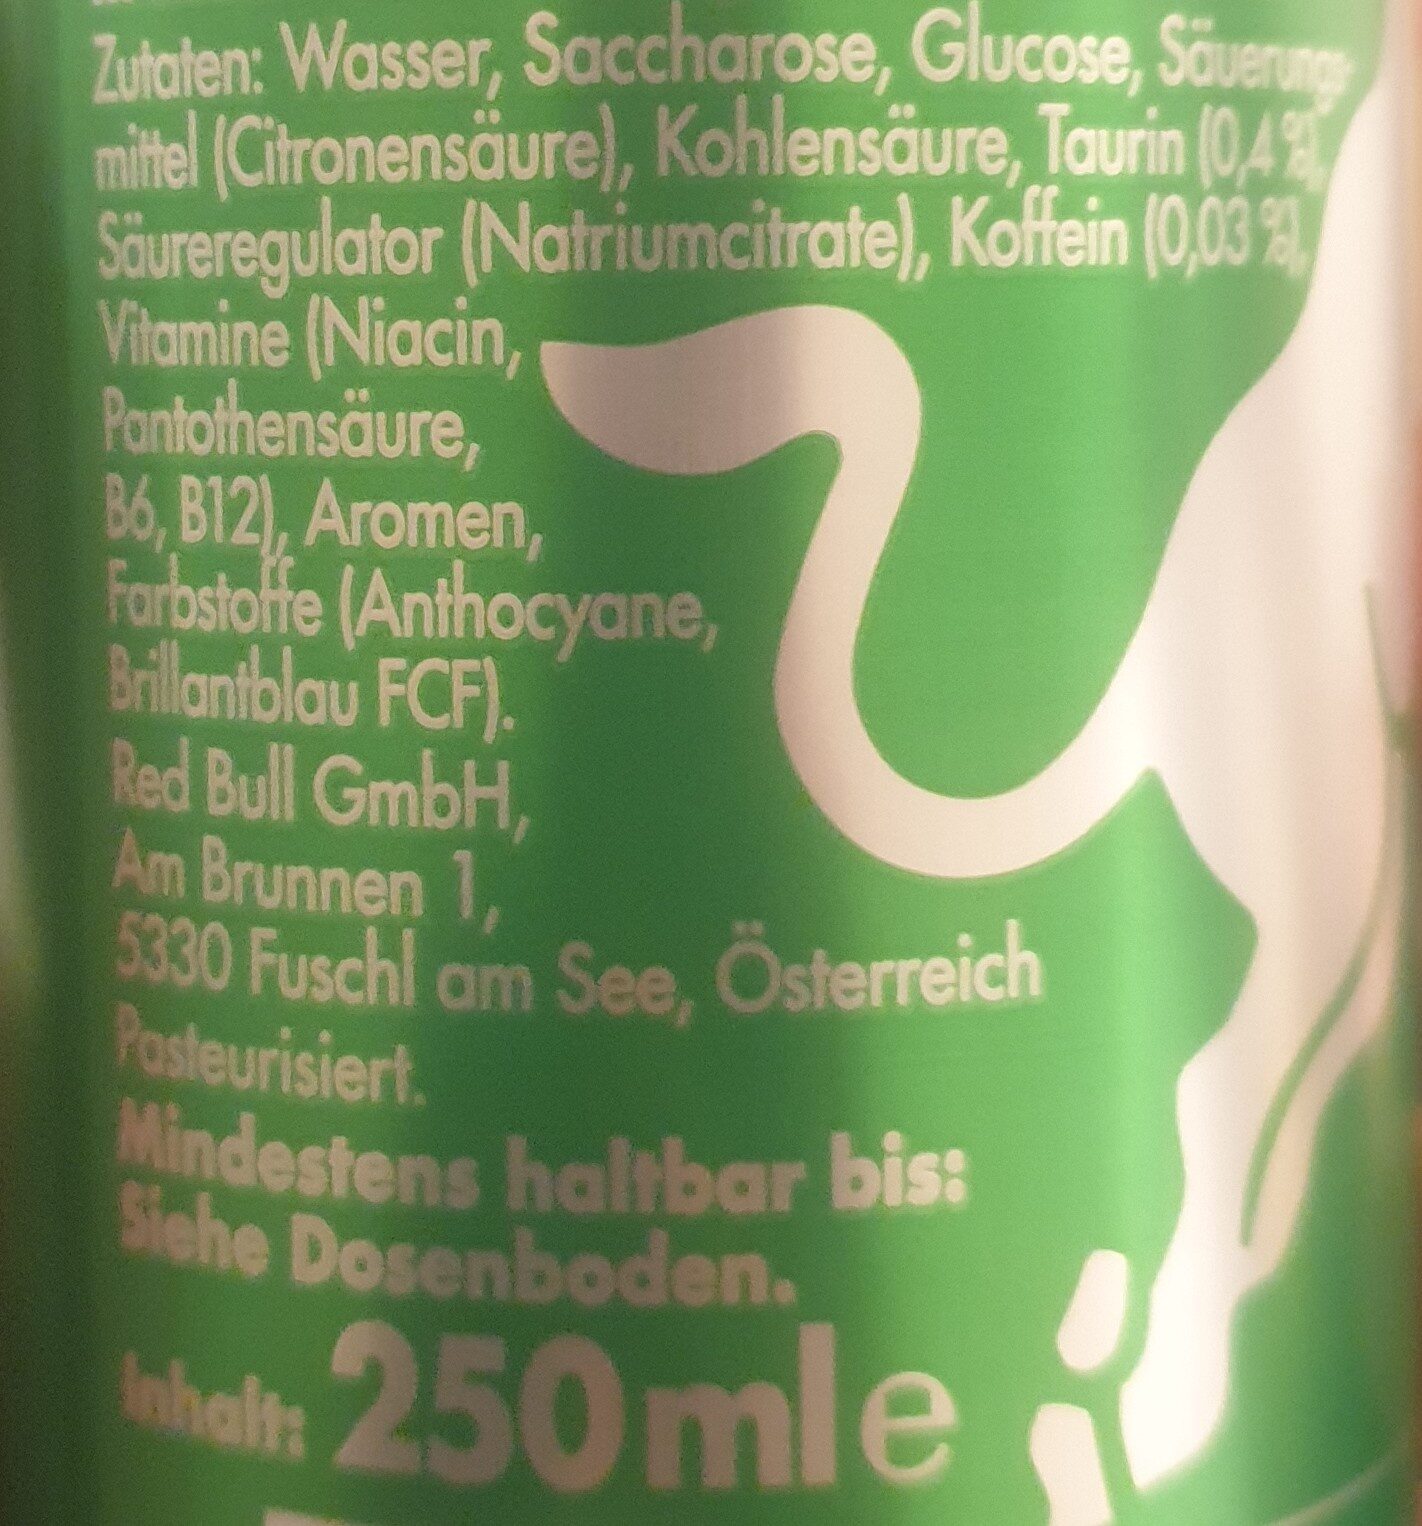 Zutaten: Wasser, Saccharose, Glucose, Säuerungs-
mittel (Citronensäure), Kohlensäure, Taurin (0,4 %),
Säureregulator (Natriumcitrate), Koffein (0,03 %),
Vitamine (Niacin,
Pantothensäure,
B6, B12), Aromen,
Farbstoffe (Anthocyane,
Brillantblau FCF).
Red Bull GmbH,
Am Brunnen 1,
5330 Fuschl am See, Österreich
Pasteurisiert.
Mindestens haltbar bis:
Siehe Dosenboden.
Inhalt: 250 ml e